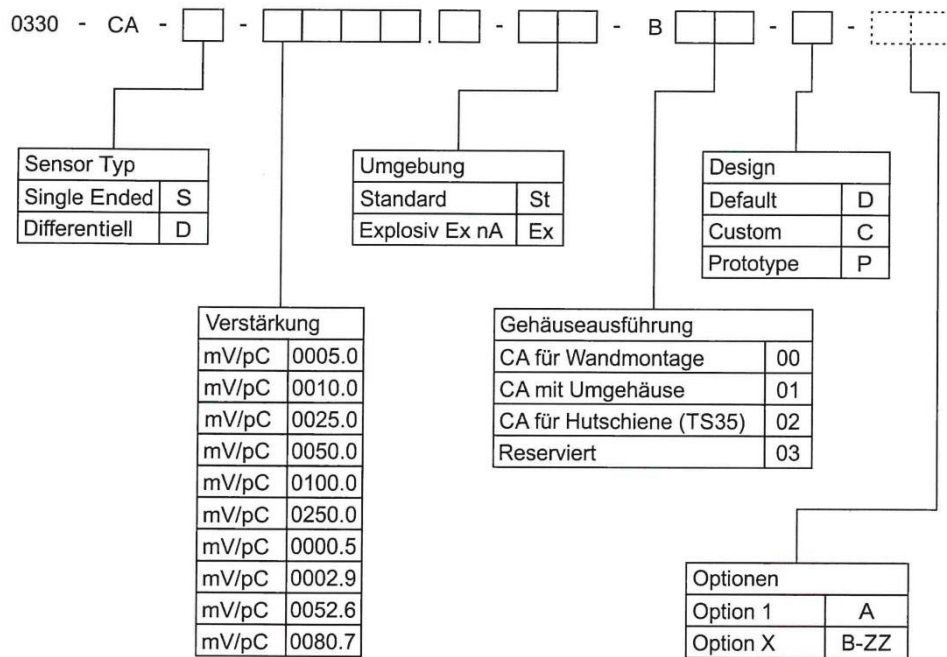 0330 - CA - . - - B - -
Sensor Typ
Single Ended S
Differentiell D
Umgebung
Standard St
Explosiv Ex nA Ex
Design
Default D
Custom C
Prototype P
Verstärkung
mV/pC 0005.0
mV/pC 0010.0
mV/pC 0025.0
mV/pC 0050.0
mV/pC 0100.0
mV/pC 0250.0
mV/pC 0000.5
mV/pC 0002.9
mV/pC 0052.6
mV/pC 0080.7
Gehäuseausführung
CA für Wandmontage 00
CA mit Umgehäuse 01
CA für Hutschiene (TS35) 02
Reserviert 03
Optionen
Option 1 A
Option X B-ZZ